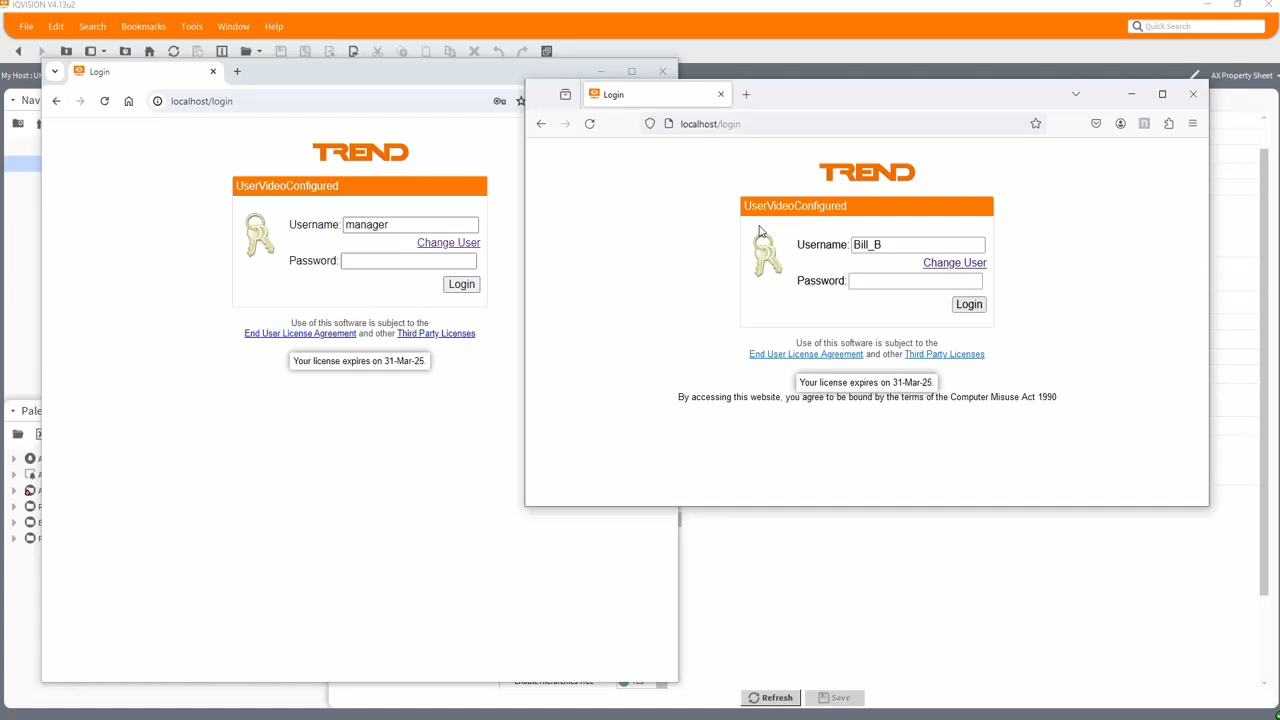 IQVISION V4.13u2
File Edit Search Bookmarks Tools Window Help
Quick Search
My Host :
AX Property Sheet
Nav
Login
localhost/login
TREND
UserVideoConfigured
Username: manager
Change User
Password:
Login
Use of this software is subject to the
End User License Agreement and other Third Party Licenses
Your license expires on 31-Mar-25.
Login
localhost/login
TREND
UserVideoConfigured
Username: Bill_B
Change User
Password:
Login
Use of this software is subject to the
End User License Agreement and other Third Party Licenses
Your license expires on 31-Mar-25.
By accessing this website, you agree to be bound by the terms of the Computer Misuse Act 1990
Refresh
Save